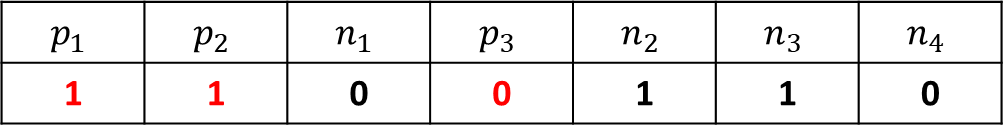 p₁ p₂ n₁ p₃ n₂ n₃ n₄
1 1 0 0 1 1 0